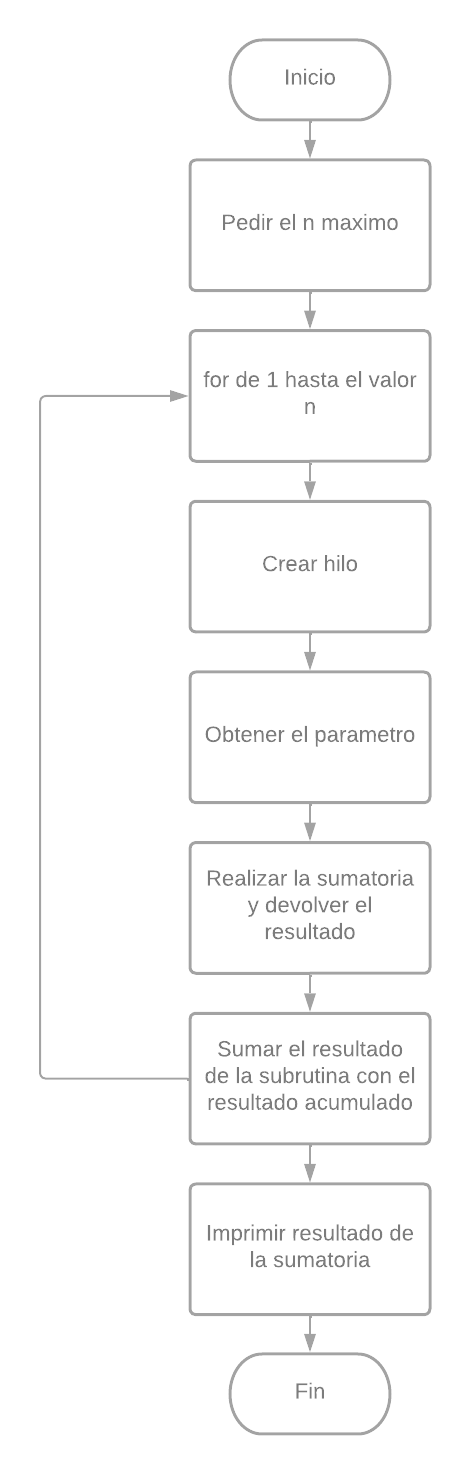 Inicio
Pedir el n maximo
for de 1 hasta el valor
n
Crear hilo
Obtener el parametro
Realizar la sumatoria
y devolver el
resultado
Sumar el resultado
de la subrutina con el
resultado acumulado
Imprimir resultado de
la sumatoria
Fin